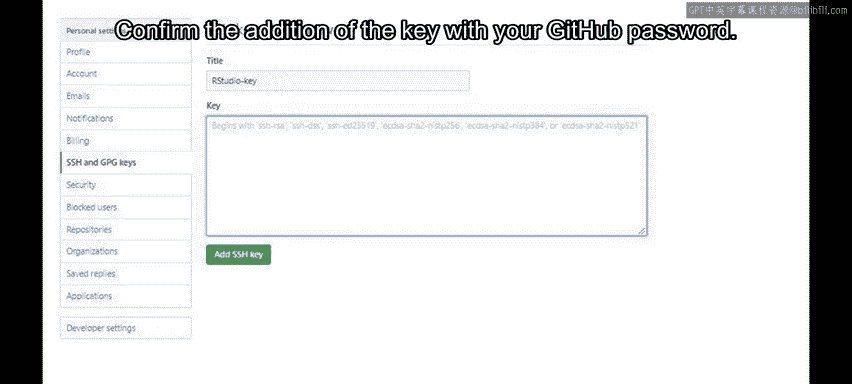 GPT中英字幕课程资源@bilibili.com
Confirm the addition of the key with your GitHub password.
Personal
Profile
Account
Emails
Notifications
Billing
SSH and GPG keys
Security
Blocked users
Repositories
Organizations
Saved replies
Applications
Developer settings
Title
RStudio-key
Key
Begins with 'ssh-rsa', 'ssh-dss', 'ssh-ed25519', 'ecdsa-sha2-nistp256', 'ecdsa-sha2-nistp384', or 'ecdsa-sha2-nistp521'
Add SSH key